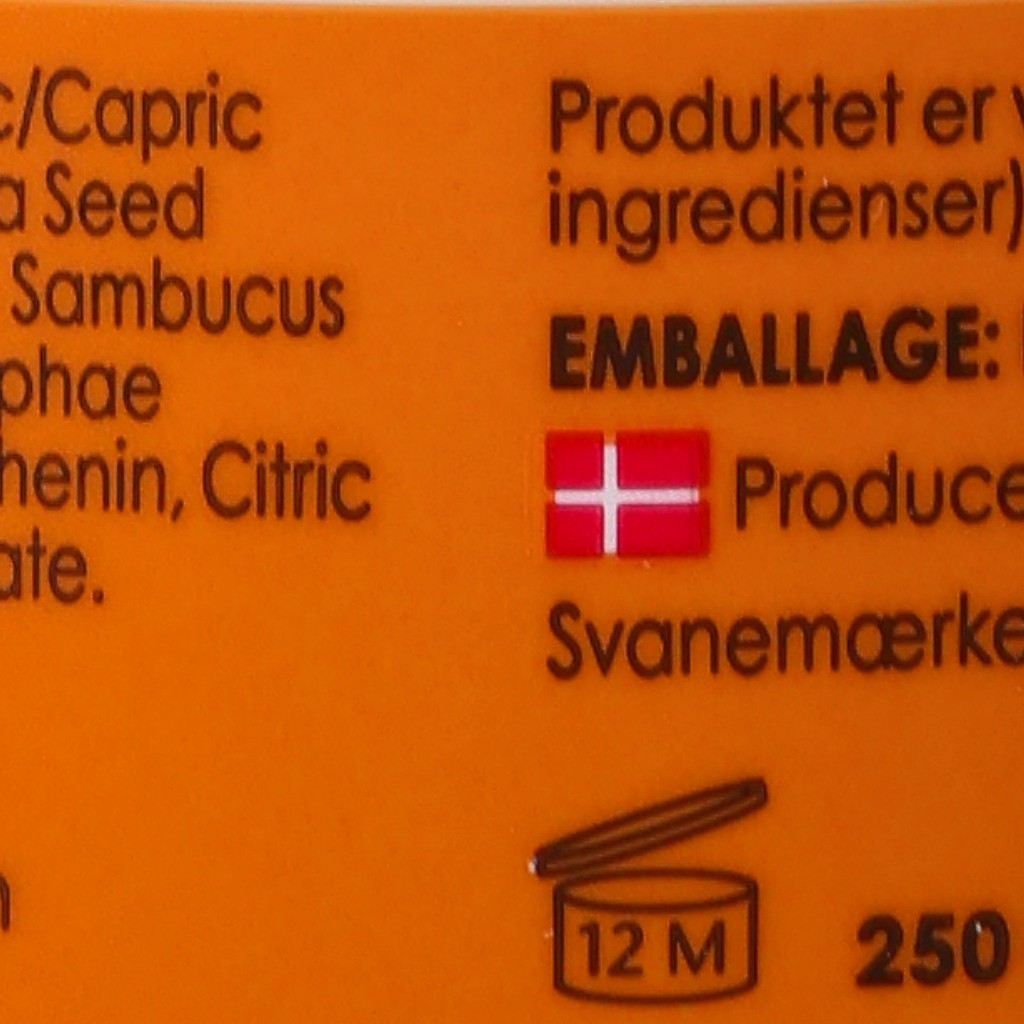 c/Capric
a Seed
Sambucus
phae
henin, Citric
ate.
Produktet er
ingredienser)
EMBALLAGE:
Produce
Svanemærke
12 M
250